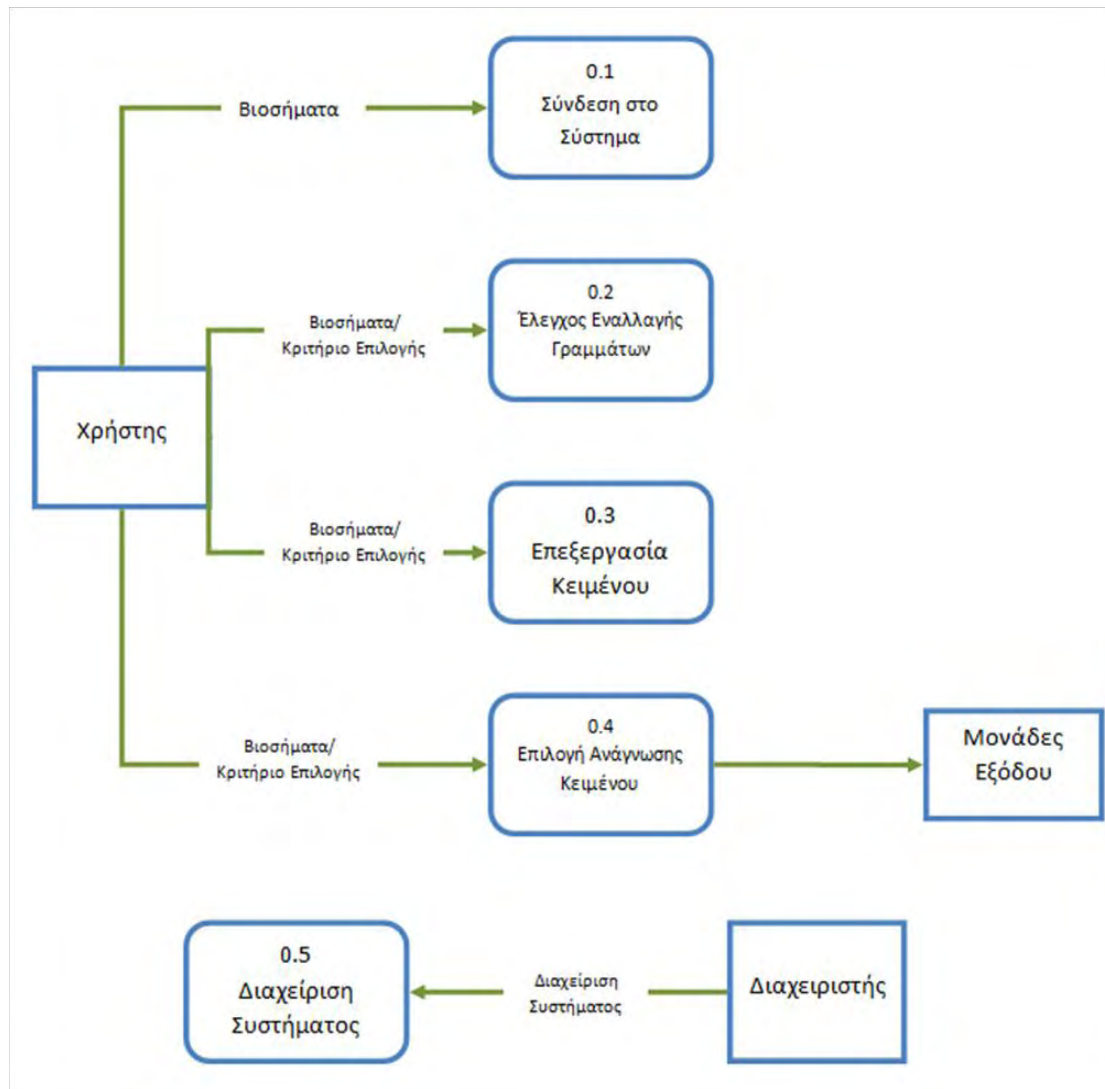 0.1
Σύνδεση στο
Σύστημα
Βιοσήματα
0.2
Έλεγχος Εναλλαγής
Γραμμάτων
Βιοσήματα/
Κριτήριο Επιλογής
Χρήστης
0.3
Επεξεργασία
Κειμένου
Βιοσήματα/
Κριτήριο Επιλογής
0.4
Επιλογή Ανάγνωσης
Κειμένου
Βιοσήματα/
Κριτήριο Επιλογής
Μονάδες
Εξόδου
0.5
Διαχείριση
Συστήματος
Διαχείριση
Συστήματος
Διαχειριστής